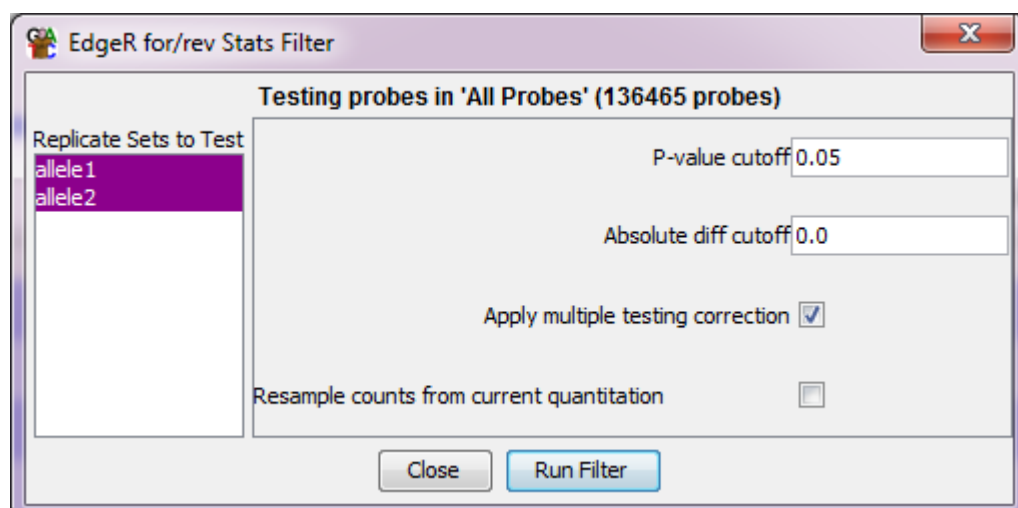 EdgeR for/rev Stats Filter
Testing probes in 'All Probes' (136465 probes)
Replicate Sets to Test
allele1
allele2
P-value cutoff 0.05
Absolute diff cutoff 0.0
Apply multiple testing correction
Resample counts from current quantitation
Close Run Filter